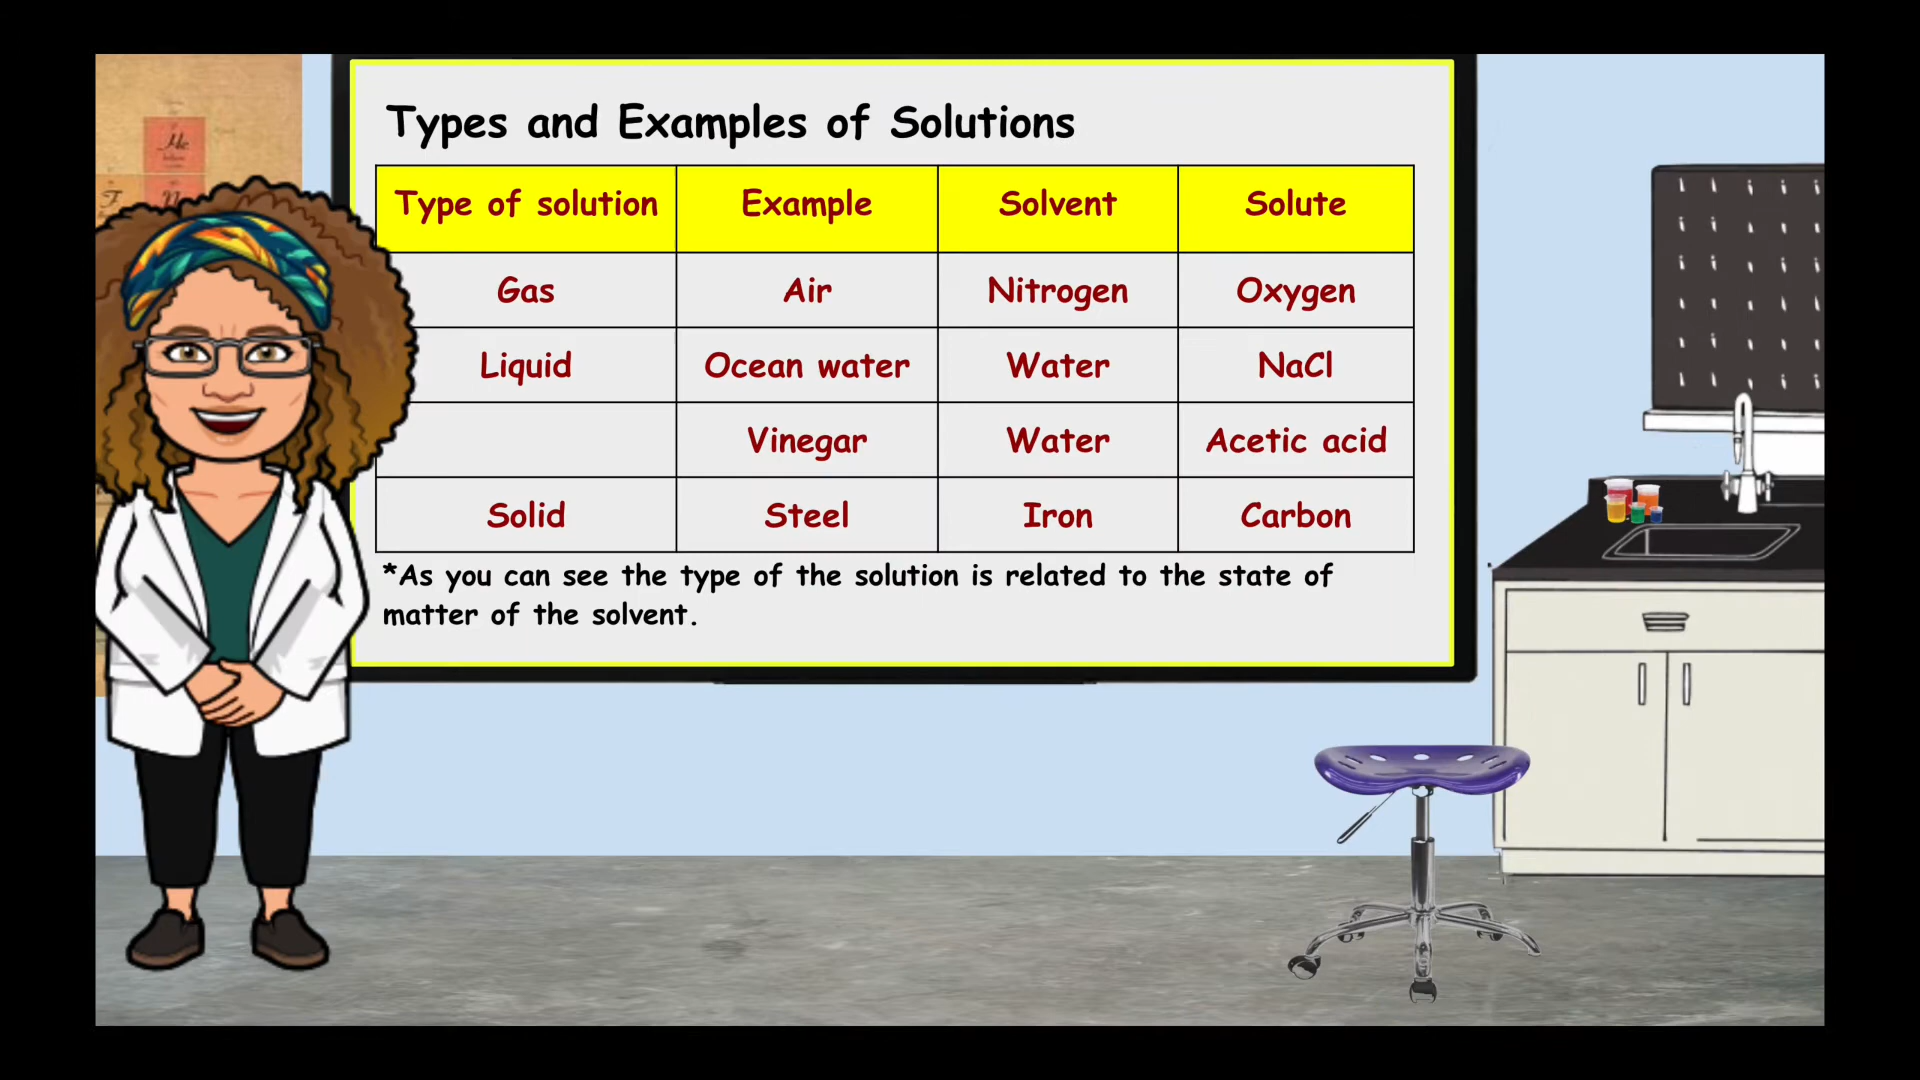 Types and Examples of Solutions
Type of solution Example Solvent Solute
Gas Air Nitrogen Oxygen
Liquid Ocean water Water NaCl
Vinegar Water Acetic acid
Solid Steel Iron Carbon
*As you can see the type of the solution is related to the state of
matter of the solvent.
He